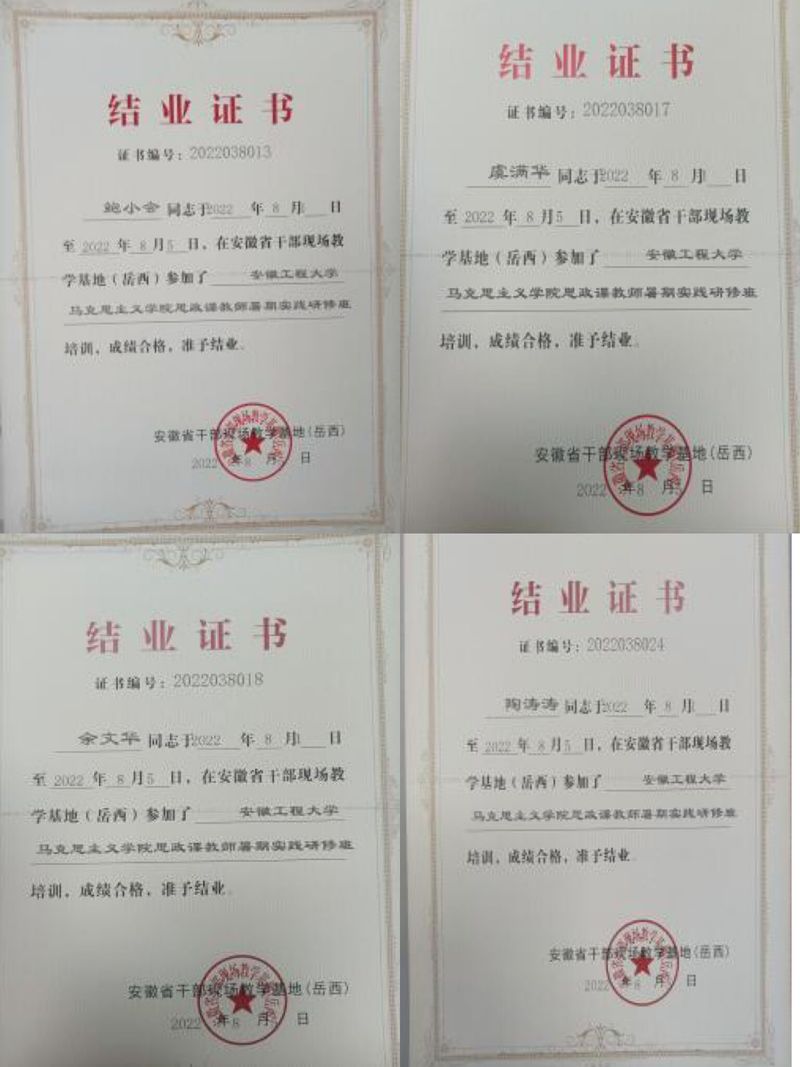 结业证书
证书编号：2022038013
鲍小会 同志于2022 年 8 月1 日
至 2022 年 8 月5 日，在安徽省干部现场教
学基地（岳西）参加了 安徽工程大学
马克思主义学院思政课教师暑期实践研修班
培训，成绩合格，准予结业。
安徽省干部现场教学基地(岳西)
2022 年 8 月 日
结业证书
证书编号：2022038017
虞满华 同志于2022 年 8 月1 日
至 2022 年 8 月5 日，在安徽省干部现场教
学基地（岳西）参加了 安徽工程大学
马克思主义学院思政课教师暑期实践研修班
培训，成绩合格，准予结业。
安徽省干部现场教学基地(岳西)
2022 年 8 月 日
结业证书
证书编号：2022038018
余文华 同志于2022 年 8 月1 日
至 2022 年 8 月5 日，在安徽省干部现场教
学基地（岳西）参加了 安徽工程大学
马克思主义学院思政课教师暑期实践研修班
培训，成绩合格，准予结业。
安徽省干部现场教学基地(岳西)
2022 年 8 月 日
结业证书
证书编号：2022038024
陶涛涛 同志于2022 年 8 月1 日
至 2022 年 8 月5 日，在安徽省干部现场教
学基地（岳西）参加了 安徽工程大学
马克思主义学院思政课教师暑期实践研修班
培训，成绩合格，准予结业。
安徽省干部现场教学基地(岳西)
2022 年 8 月 日